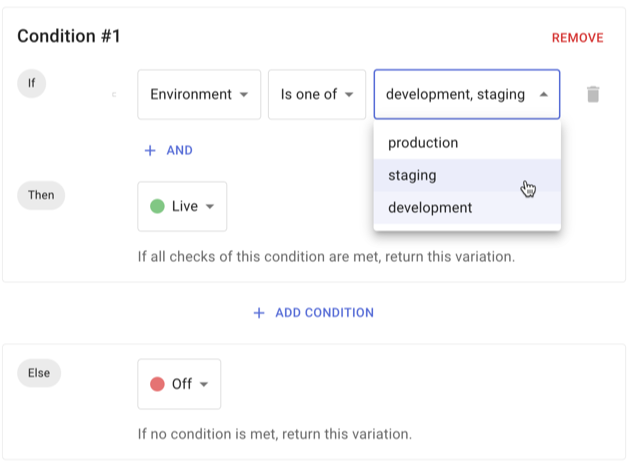 Condition #1 REMOVE
If Environment Is one of development, staging
production
+ AND
staging
Then Live
development
If all checks of this condition are met, return this variation.
+ ADD CONDITION
Else Off
If no condition is met, return this variation.